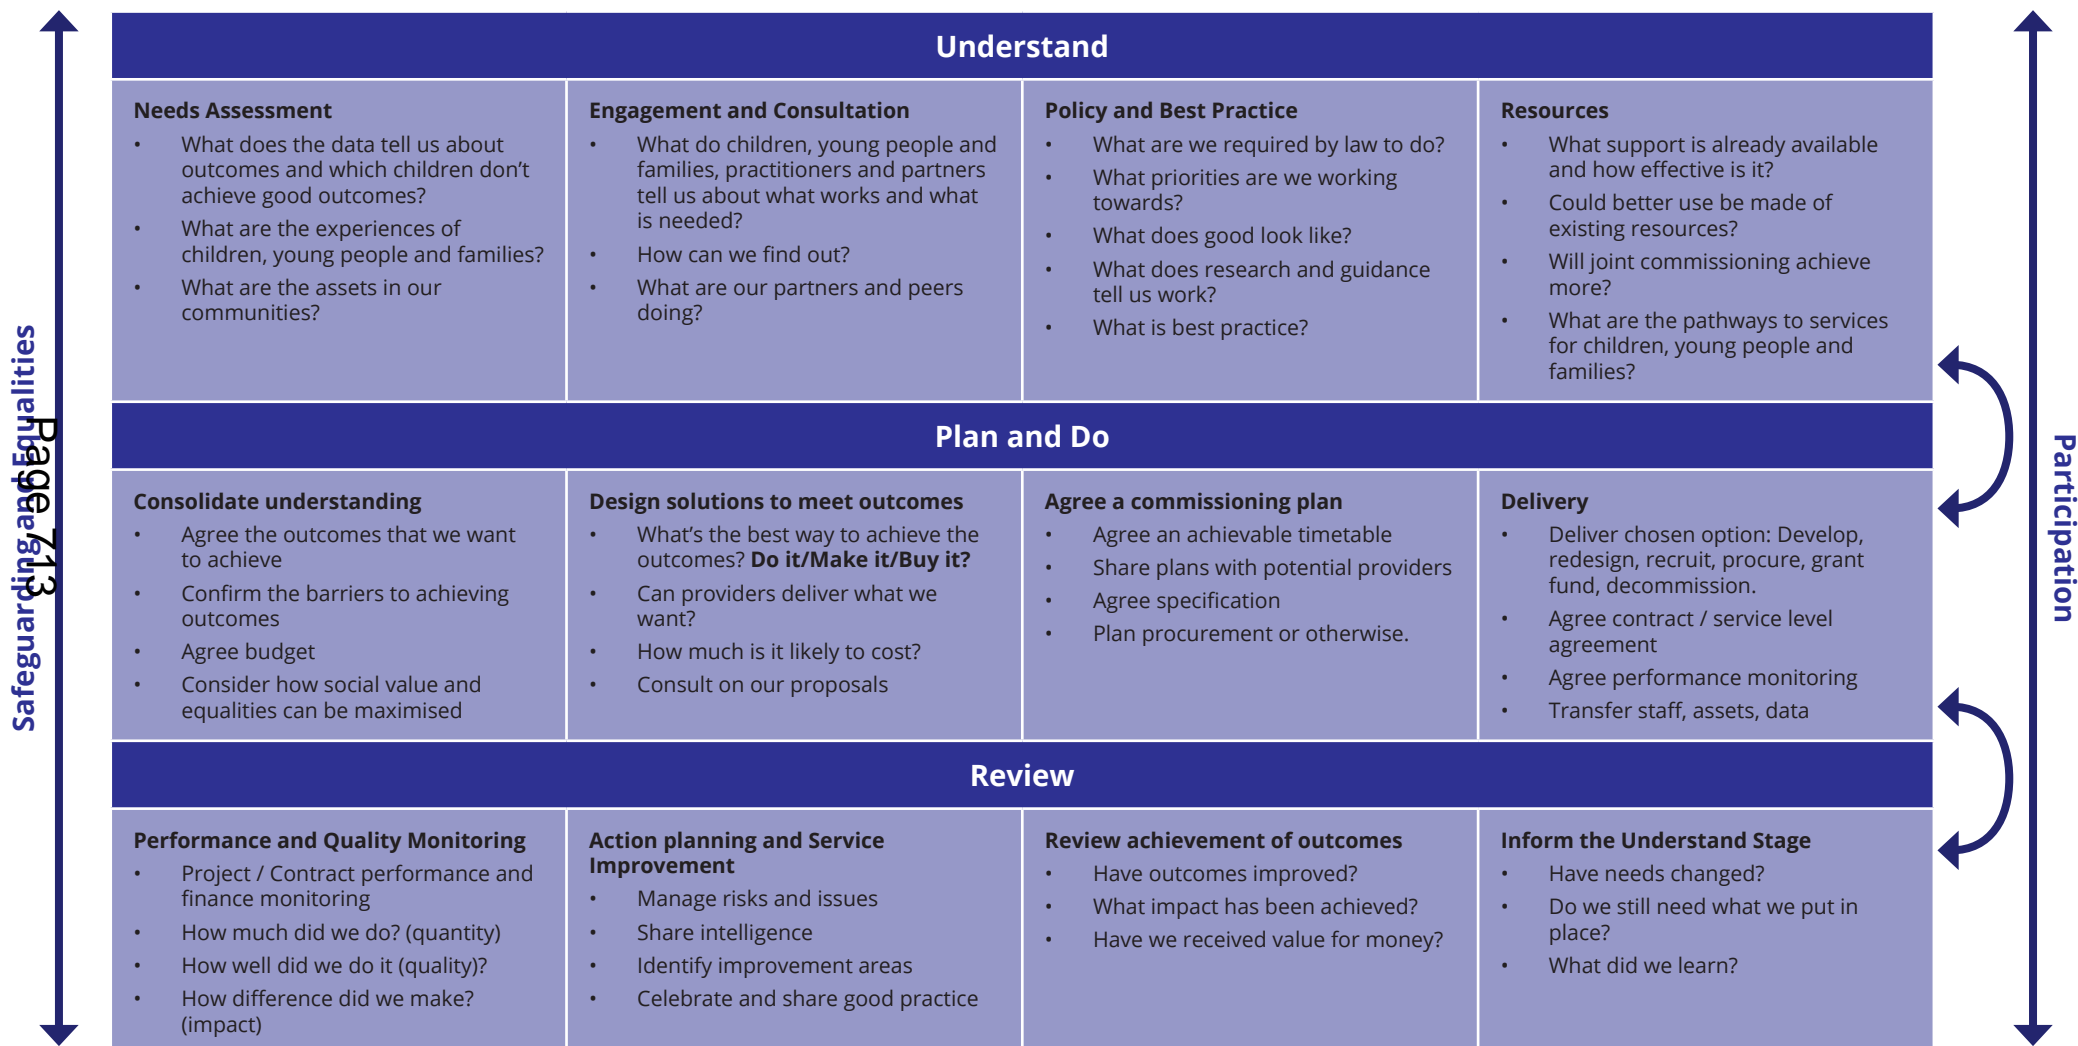 Understand
Needs Assessment
• What does the data tell us about
outcomes and which children don’t
achieve good outcomes?
• What are the experiences of
children, young people and families?
• What are the assets in our
communities?
Engagement and Consultation
• What do children, young people and
families, practitioners and partners
tell us about what works and what
is needed?
• How can we find out?
• What are our partners and peers
doing?
Policy and Best Practice
• What are we required by law to do?
• What priorities are we working
towards?
• What does good look like?
• What does research and guidance
tell us work?
• What is best practice?
Resources
• What support is already available
and how effective is it?
• Could better use be made of
existing resources?
• Will joint commissioning achieve
more?
• What are the pathways to services
for children, young people and
families?
Plan and Do
Consolidate understanding
• Agree the outcomes that we want
to achieve
• Confirm the barriers to achieving
outcomes
• Agree budget
• Consider how social value and
equalities can be maximised
Design solutions to meet outcomes
• What’s the best way to achieve the
outcomes? Do it/Make it/Buy it?
• Can providers deliver what we
want?
• How much is it likely to cost?
• Consult on our proposals
Agree a commissioning plan
• Agree an achievable timetable
• Share plans with potential providers
• Agree specification
• Plan procurement or otherwise.
Delivery
• Deliver chosen option: Develop,
redesign, recruit, procure, grant
fund, decommission.
• Agree contract / service level
agreement
• Agree performance monitoring
• Transfer staff, assets, data
Review
Performance and Quality Monitoring
• Project / Contract performance and
finance monitoring
• How much did we do? (quantity)
• How well did we do it (quality)?
• How difference did we make?
(impact)
Action planning and Service
Improvement
• Manage risks and issues
• Share intelligence
• Identify improvement areas
• Celebrate and share good practice
Review achievement of outcomes
• Have outcomes improved?
• What impact has been achieved?
• Have we received value for money?
Inform the Understand Stage
• Have needs changed?
• Do we still need what we put in
place?
• What did we learn?
Safeguarding and Equalities
Page 713
Participation